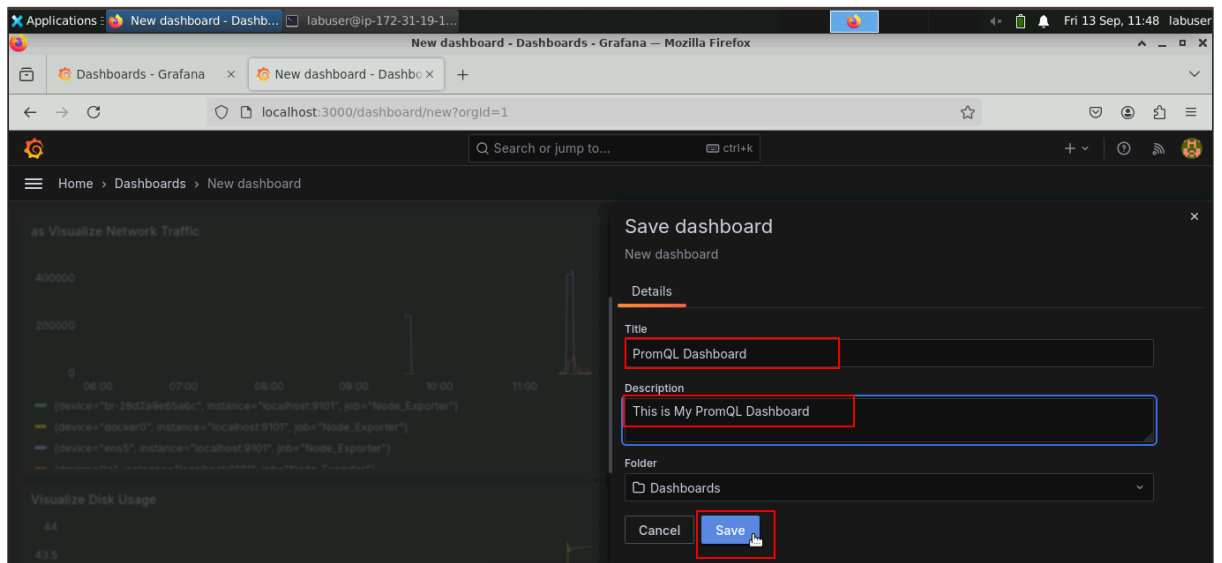 Applications New dashboard - Dashb... labuser@ip-172-31-19-1... Fri 13 Sep, 11:48 labuser
New dashboard - Dashboards - Grafana — Mozilla Firefox
Dashboards - Grafana New dashboard - Dashbo
localhost:3000/dashboard/new?orgId=1
Search or jump to... ctrl+k
Home › Dashboards › New dashboard
as Visualize Network Traffic
400000
200000
0
06:00 07:00 08:00 09:00 10:00 11:00
{device="br-28d2a9e65a6c", instance="localhost:9101", job="Node_Exporter"}
{device="docker0", instance="localhost:9101", job="Node_Exporter"}
{device="ens5", instance="localhost:9101", job="Node_Exporter"}
Visualize Disk Usage
44
43.5
Save dashboard
New dashboard
Details
Title
PromQL Dashboard
Description
This is My PromQL Dashboard
Folder
Dashboards
Cancel Save